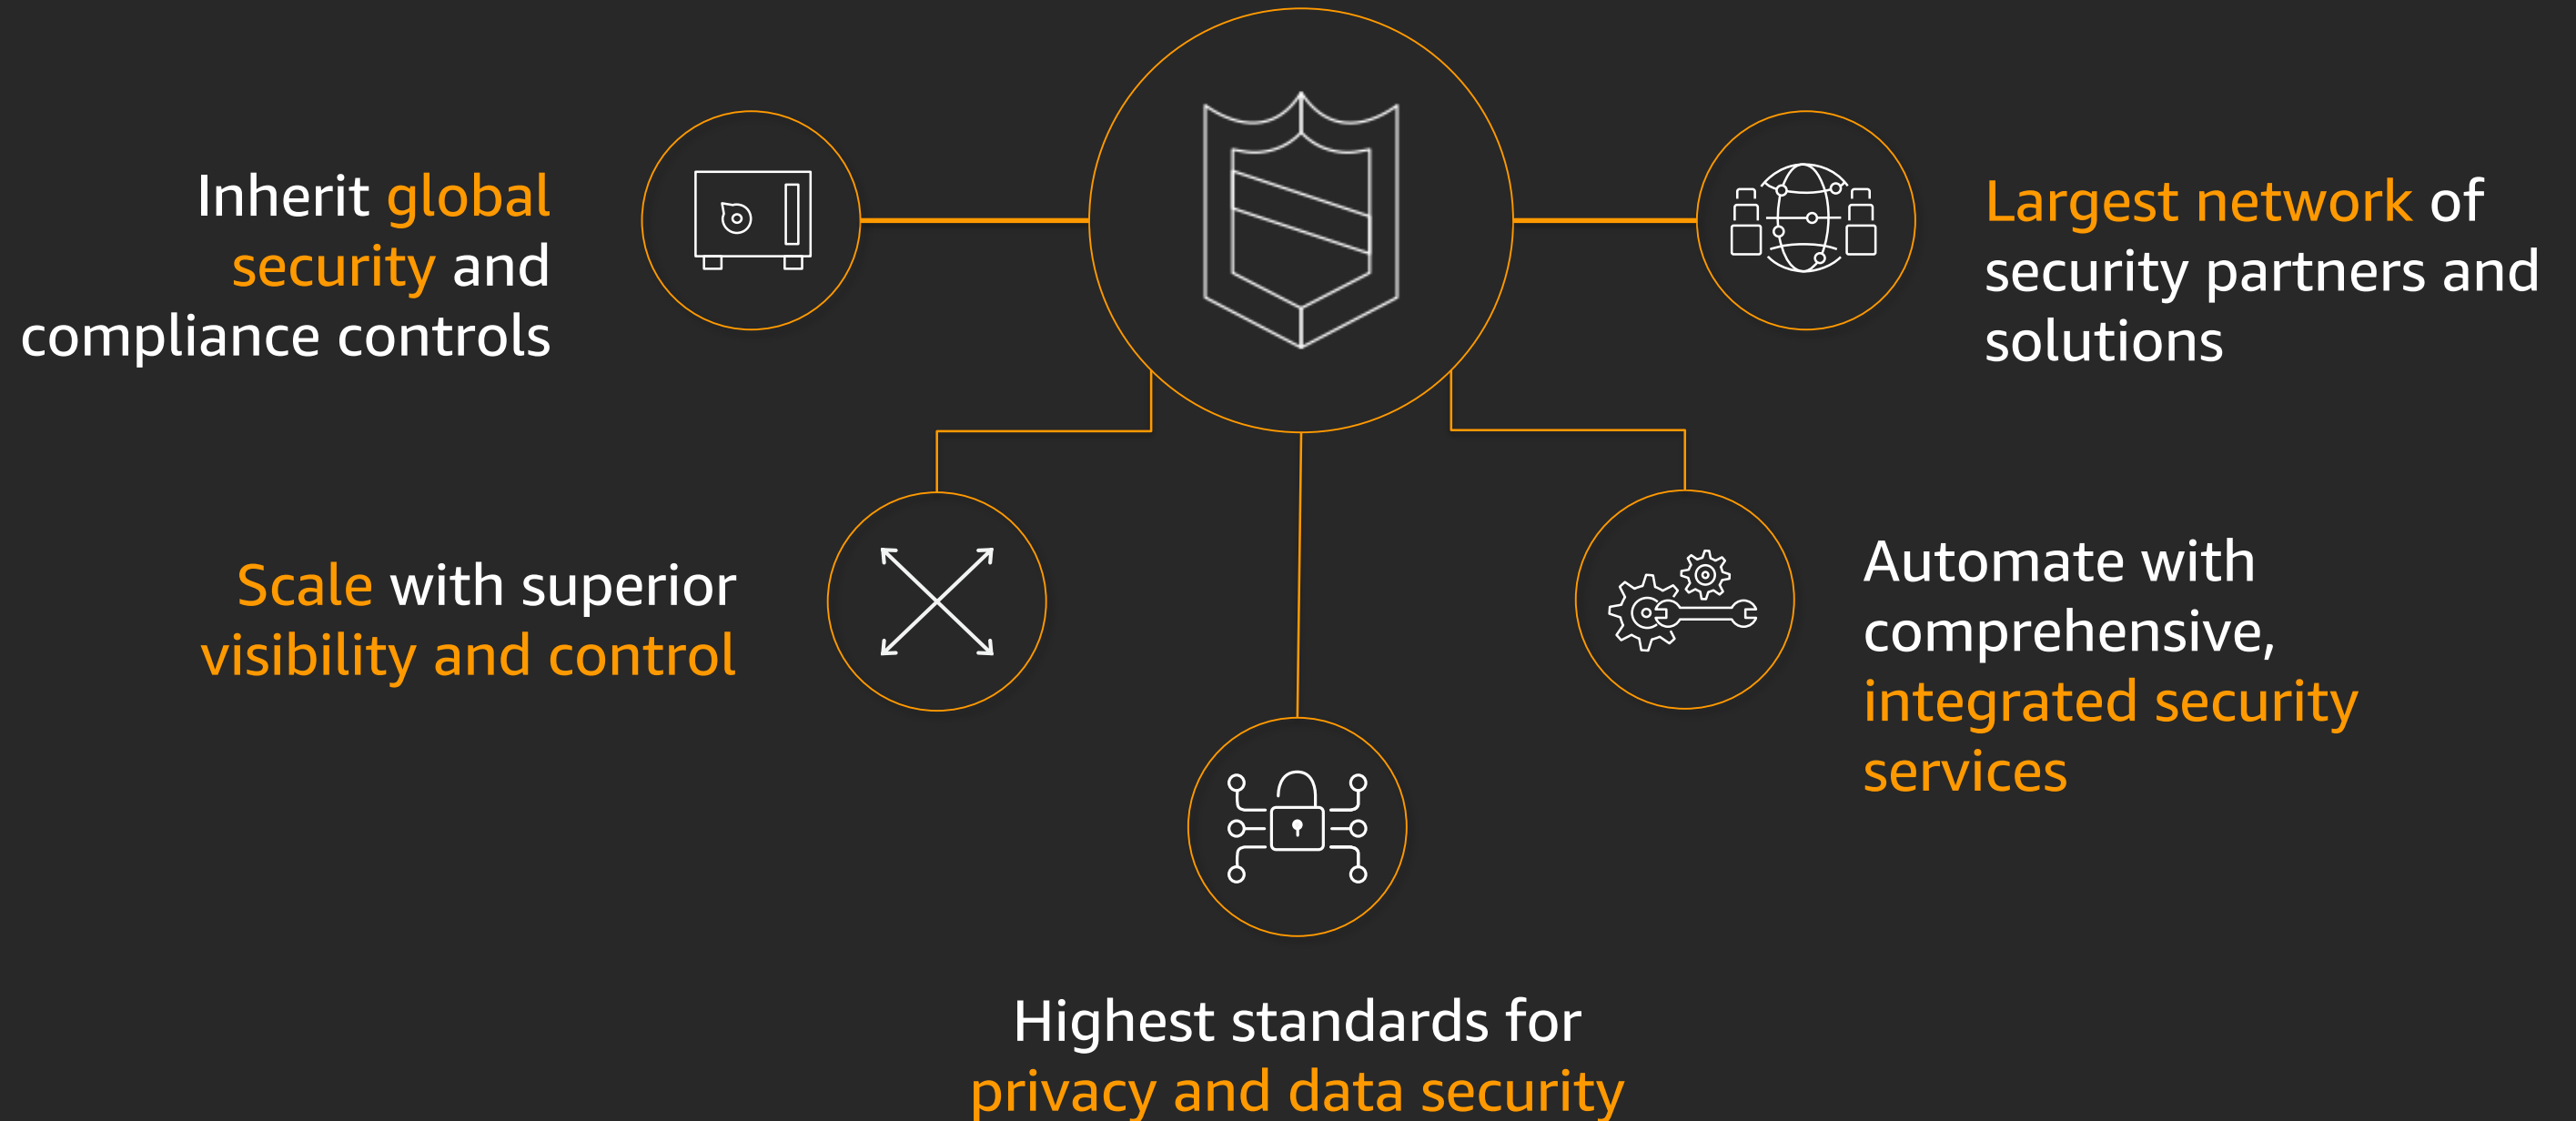 Inherit global
security and
compliance controls
Largest network of
security partners and
solutions
Scale with superior
visibility and control
Automate with
comprehensive,
integrated security
services
Highest standards for
privacy and data security